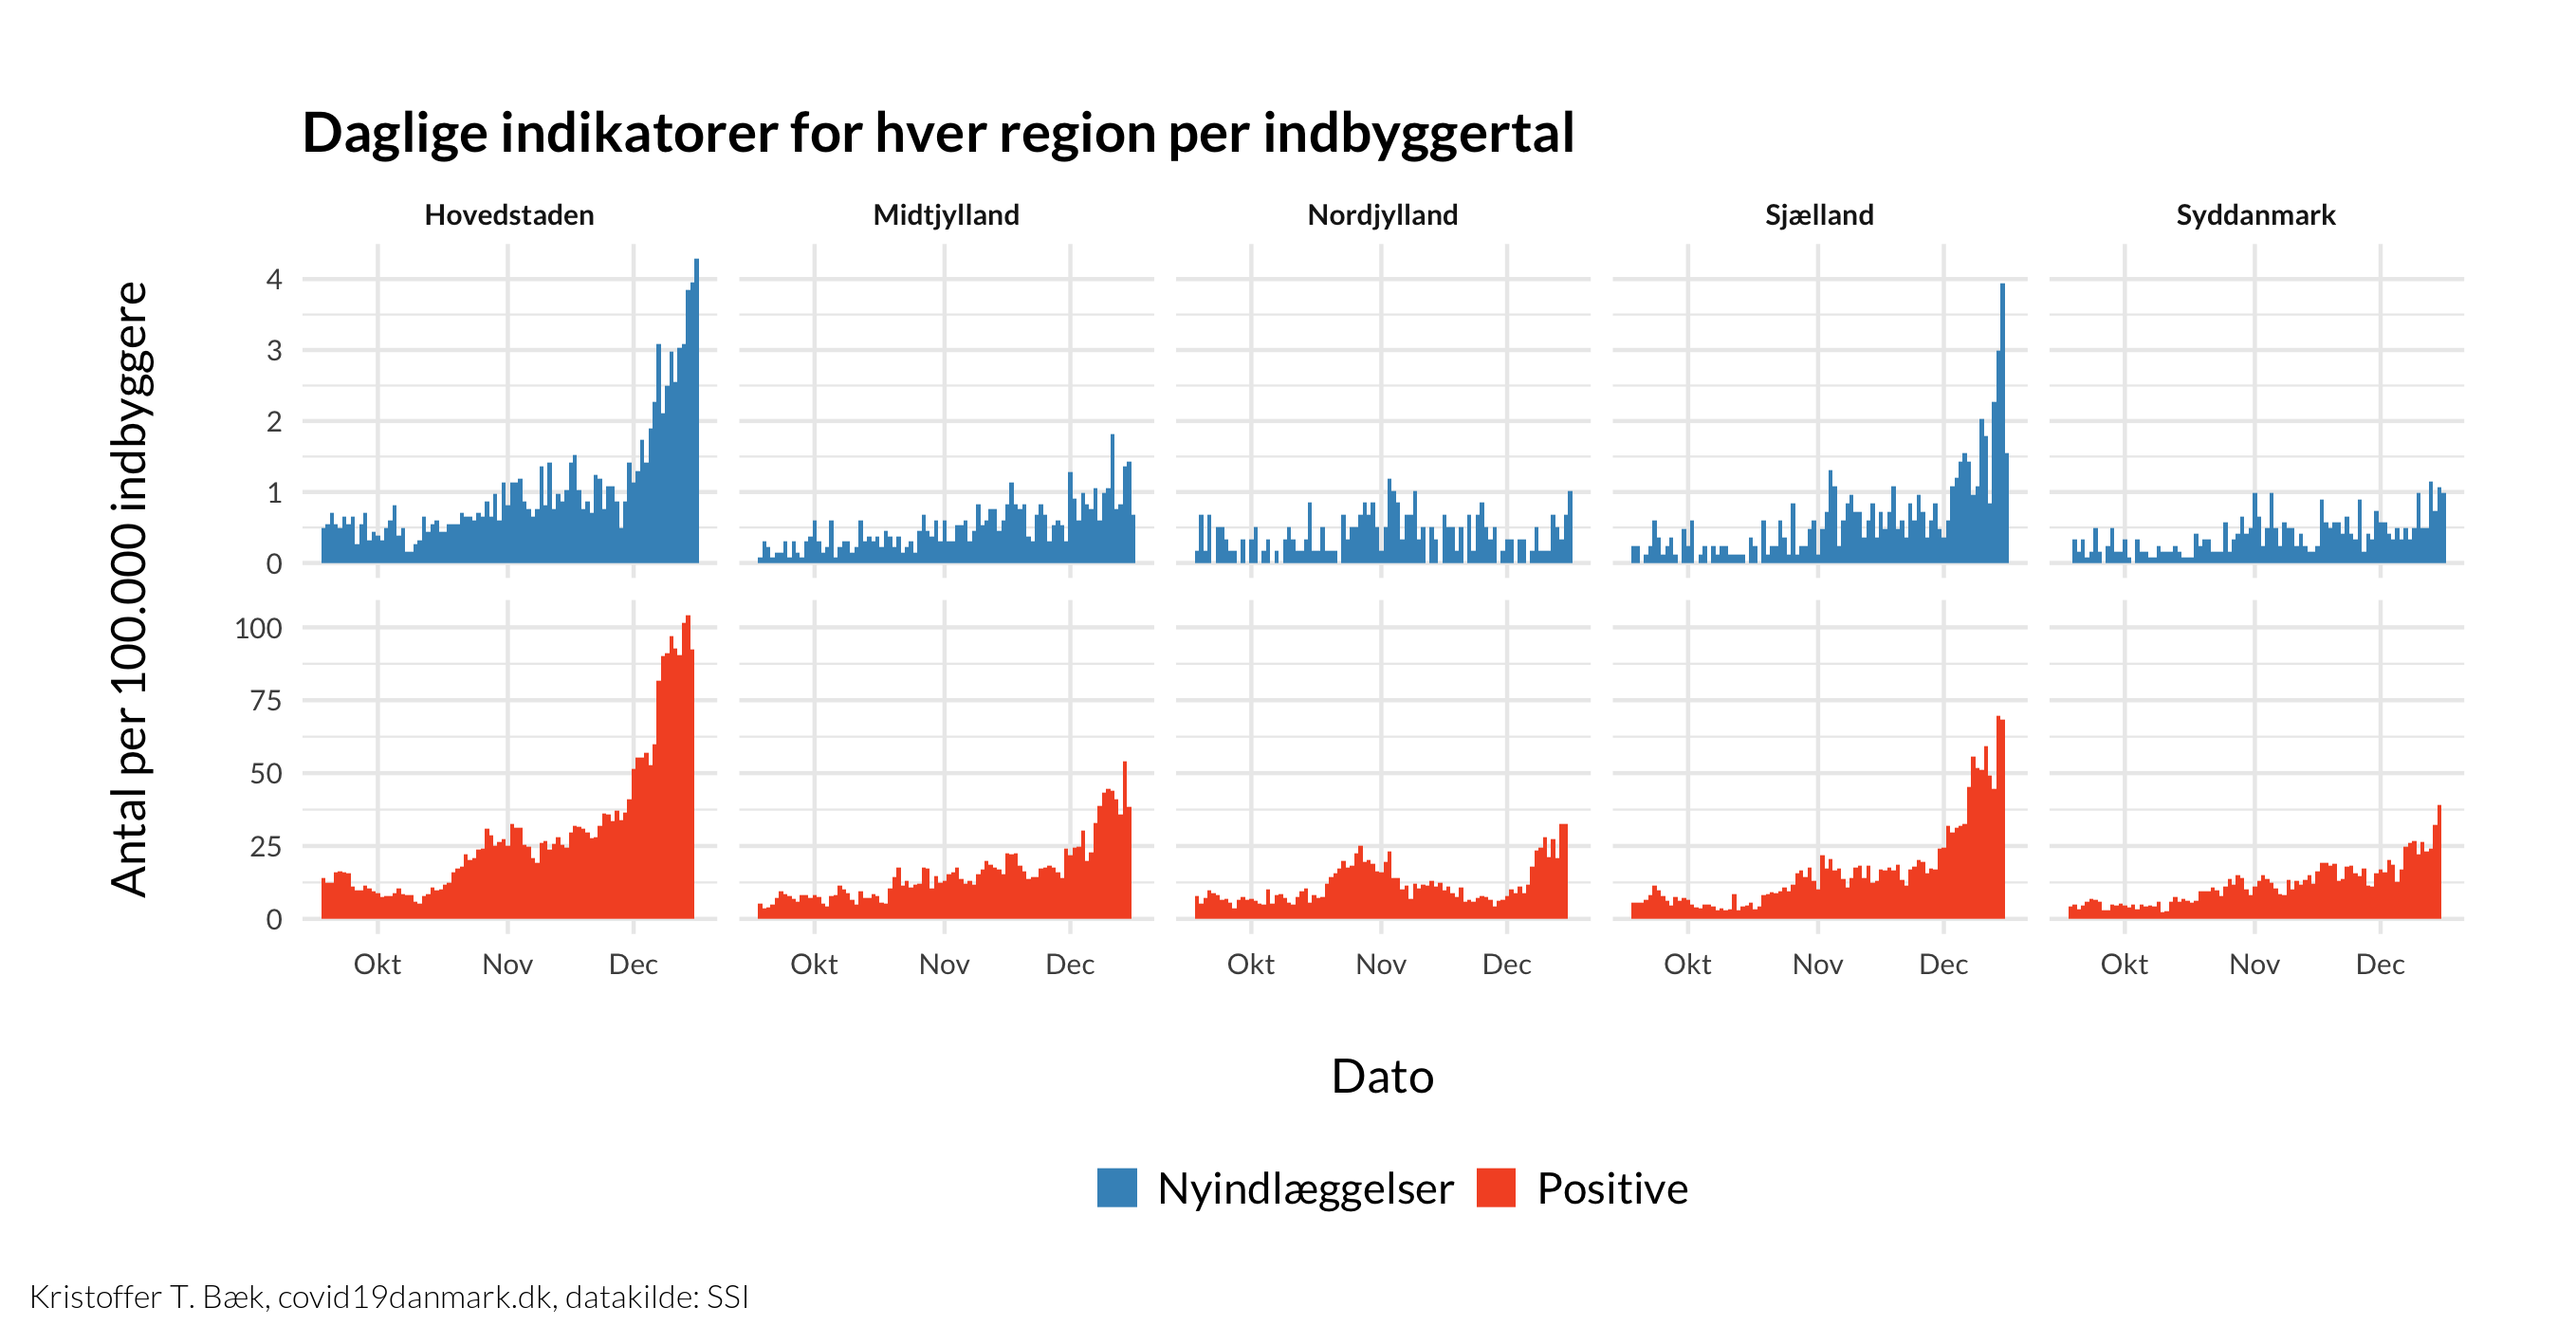 Daglige indikatorer for hver region per indbyggertal
Hovedstaden Midtjylland Nordjylland Sjælland Syddanmark
Antal per 100.000 indbyggere
4
3
2
1
0
100
75
50
25
0
Okt Nov Dec Okt Nov Dec Okt Nov Dec Okt Nov Dec Okt Nov Dec
Dato
Nyindlæggelser Positive
Kristoffer T. Bæk, covid19danmark.dk, datakilde: SSI